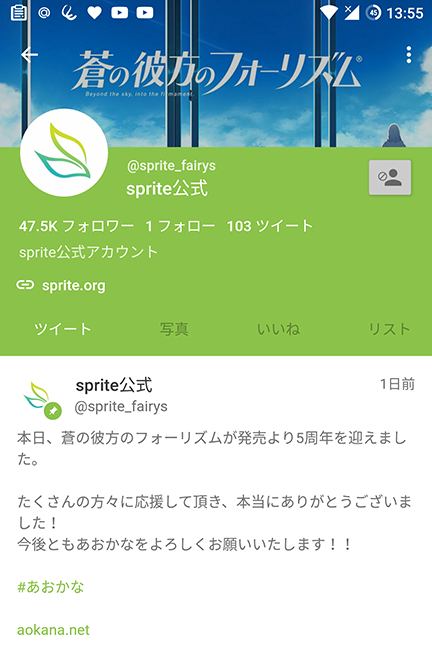 45
13:55
蒼の彼方のフォーリズム®
Beyond the sky, into the firmament.
@sprite_fairys
sprite公式
47.5K フォロワー 1 フォロー 103 ツイート
sprite公式アカウント
sprite.org
ツイート 写真 いいね リスト
sprite公式 1日前
@sprite_fairys
本日、蒼の彼方のフォーリズムが発売より5周年を迎えまし
た。
たくさんの方々に応援して頂き、本当にありがとうございま
した！
今後ともあおかなをよろしくお願いいたします！！
#あおかな
aokana.net